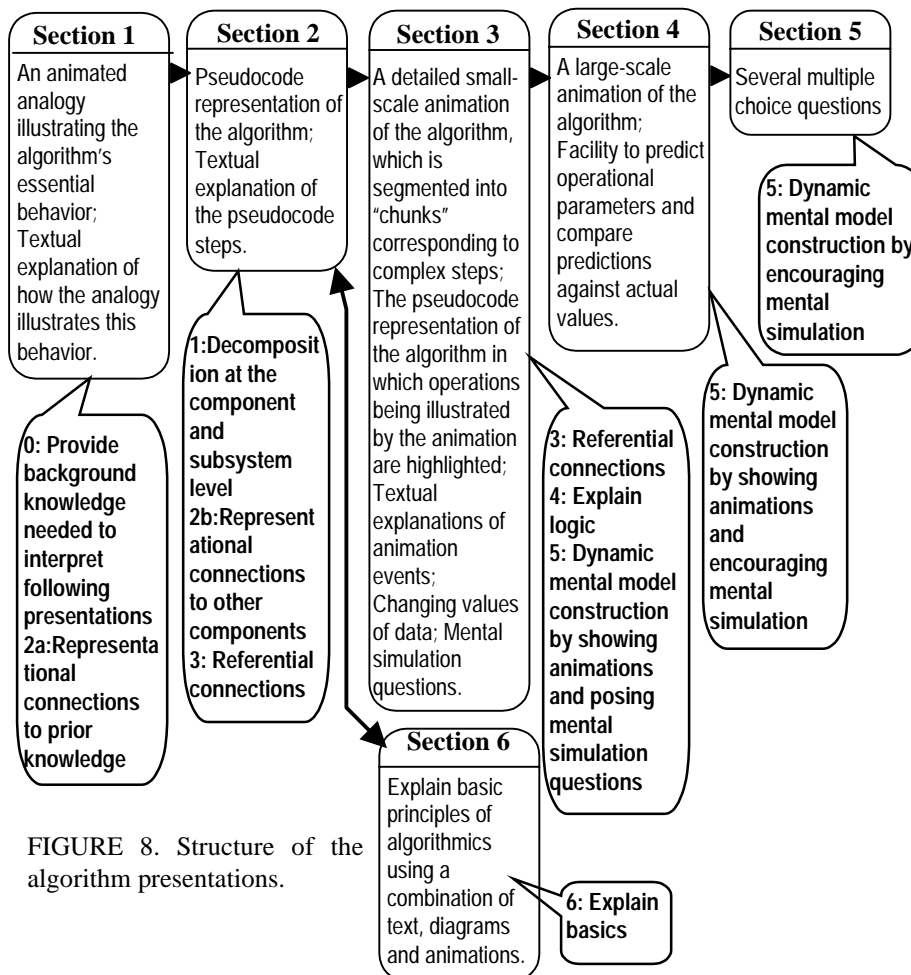 Section 1
An animated
analogy
illustrating the
algorithm's
essential
behavior;
Textual
explanation of
how the analogy
illustrates this
behavior.
0: Provide
background
knowledge
needed to
interpret
following
presentations
2a:Representa
tional
connections
to prior
knowledge
Section 2
Pseudocode
representation of
the algorithm;
Textual
explanation of
the pseudocode
steps.
1:Decomposit
ion at the
component
and
subsystem
level
2b:Represent
ational
connections
to other
components
3: Referential
connections
Section 3
A detailed small-
scale animation
of the algorithm,
which is
segmented into
“chunks”
corresponding to
complex steps;
The pseudocode
representation of
the algorithm in
which operations
being illustrated
by the animation
are highlighted;
Textual
explanations of
animation
events;
Changing values
of data; Mental
simulation
questions.
3: Referential
connections
4: Explain
logic
5: Dynamic
mental model
construction
by showing
animations
and posing
mental
simulation
questions
Section 4
A large-scale
animation of the
algorithm;
Facility to predict
operational
parameters and
compare
predictions
against actual
values.
5: Dynamic
mental model
construction
by showing
animations
and
encouraging
mental
simulation
Section 5
Several multiple
choice questions
5: Dynamic
mental model
construction by
encouraging
mental
simulation
Section 6
Explain basic
principles of
algorithmics
using a
combination of
text, diagrams
and animations.
6: Explain
basics
FIGURE 8. Structure of the
algorithm presentations.